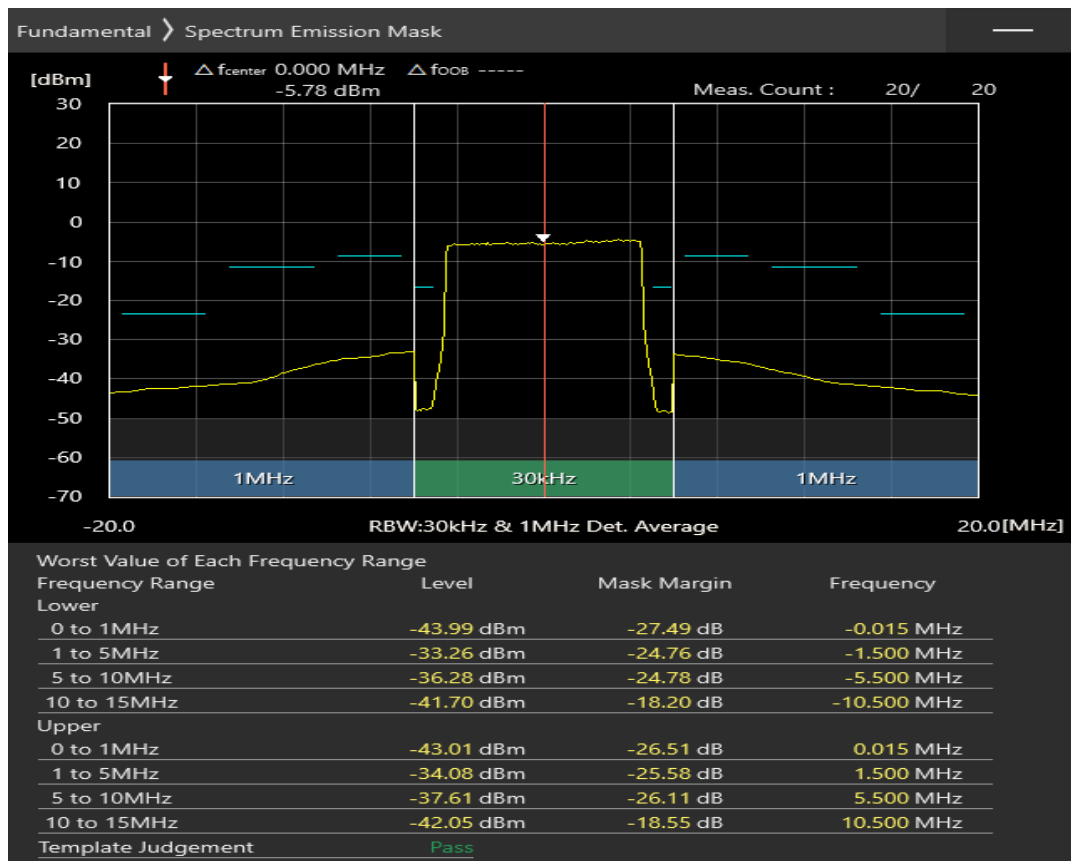 Fundamental ❯ Spectrum Emission Mask
[dBm] △ fcenter 0.000 MHz △ fOOB -----
-5.78 dBm Meas. Count : 20/ 20
30
20
10
0
-10
-20
-30
-40
-50
-60
-70
1MHz 30kHz 1MHz
-20.0 RBW:30kHz & 1MHz Det. Average 20.0[MHz]
Worst Value of Each Frequency Range
Frequency Range Level Mask Margin Frequency
Lower
0 to 1MHz -43.99 dBm -27.49 dB -0.015 MHz
1 to 5MHz -33.26 dBm -24.76 dB -1.500 MHz
5 to 10MHz -36.28 dBm -24.78 dB -5.500 MHz
10 to 15MHz -41.70 dBm -18.20 dB -10.500 MHz
Upper
0 to 1MHz -43.01 dBm -26.51 dB 0.015 MHz
1 to 5MHz -34.08 dBm -25.58 dB 1.500 MHz
5 to 10MHz -37.61 dBm -26.11 dB 5.500 MHz
10 to 15MHz -42.05 dBm -18.55 dB 10.500 MHz
Template Judgement Pass